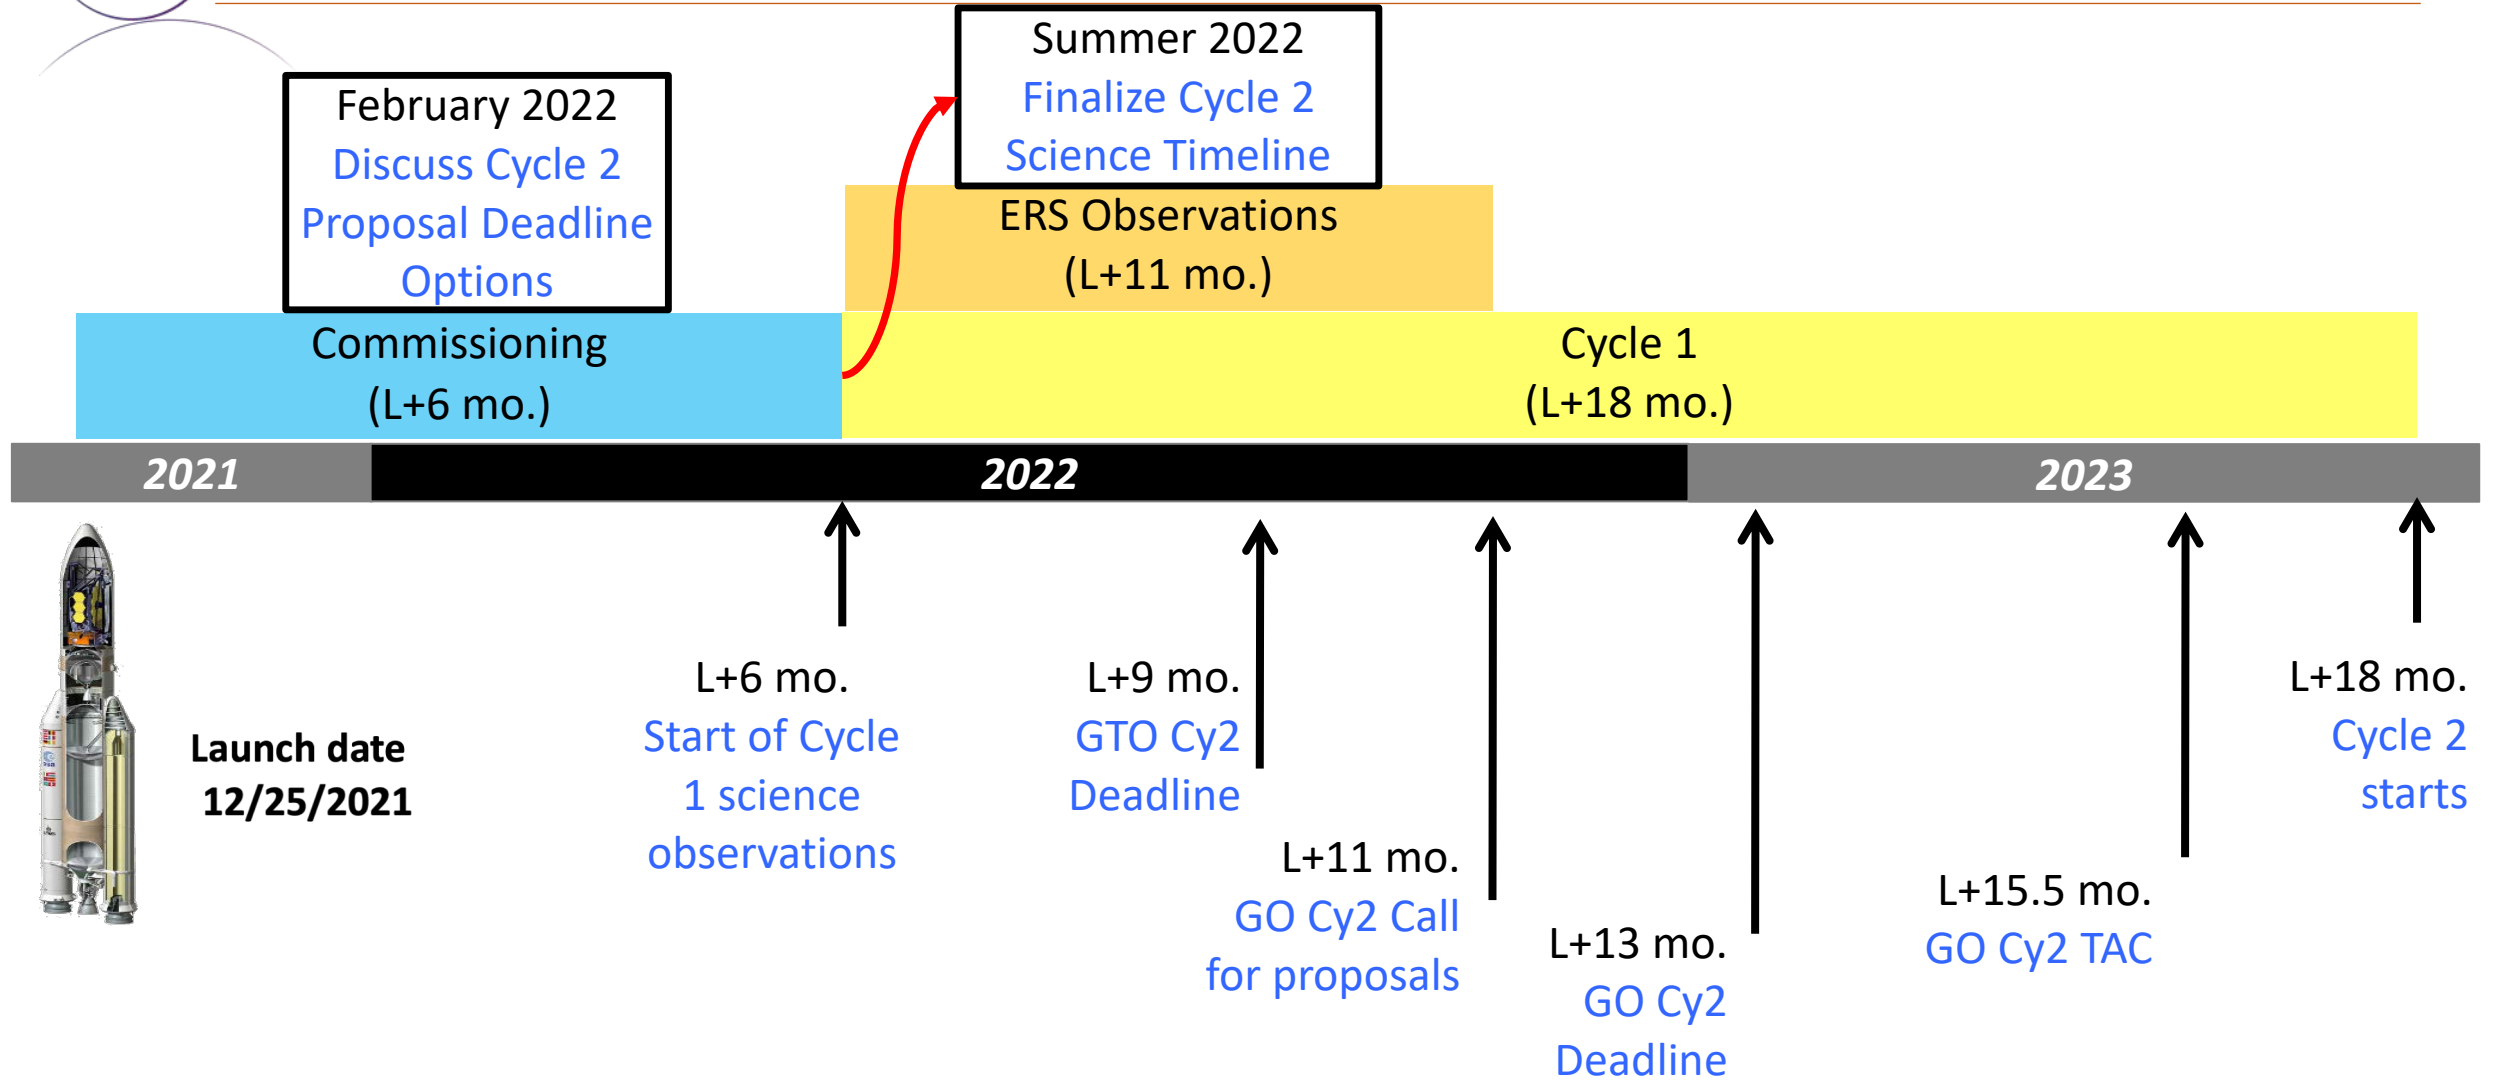 Summer 2022
Finalize Cycle 2
Science Timeline
February 2022
Discuss Cycle 2
Proposal Deadline
Options
ERS Observations
(L+11 mo.)
Commissioning
(L+6 mo.)
Cycle 1
(L+18 mo.)
2021
2022
2023
Launch date
12/25/2021
L+6 mo.
Start of Cycle
1 science
observations
L+9 mo.
GTO Cy2
Deadline
L+11 mo.
GO Cy2 Call
for proposals
L+13 mo.
GO Cy2
Deadline
L+15.5 mo.
GO Cy2 TAC
L+18 mo.
Cycle 2
starts